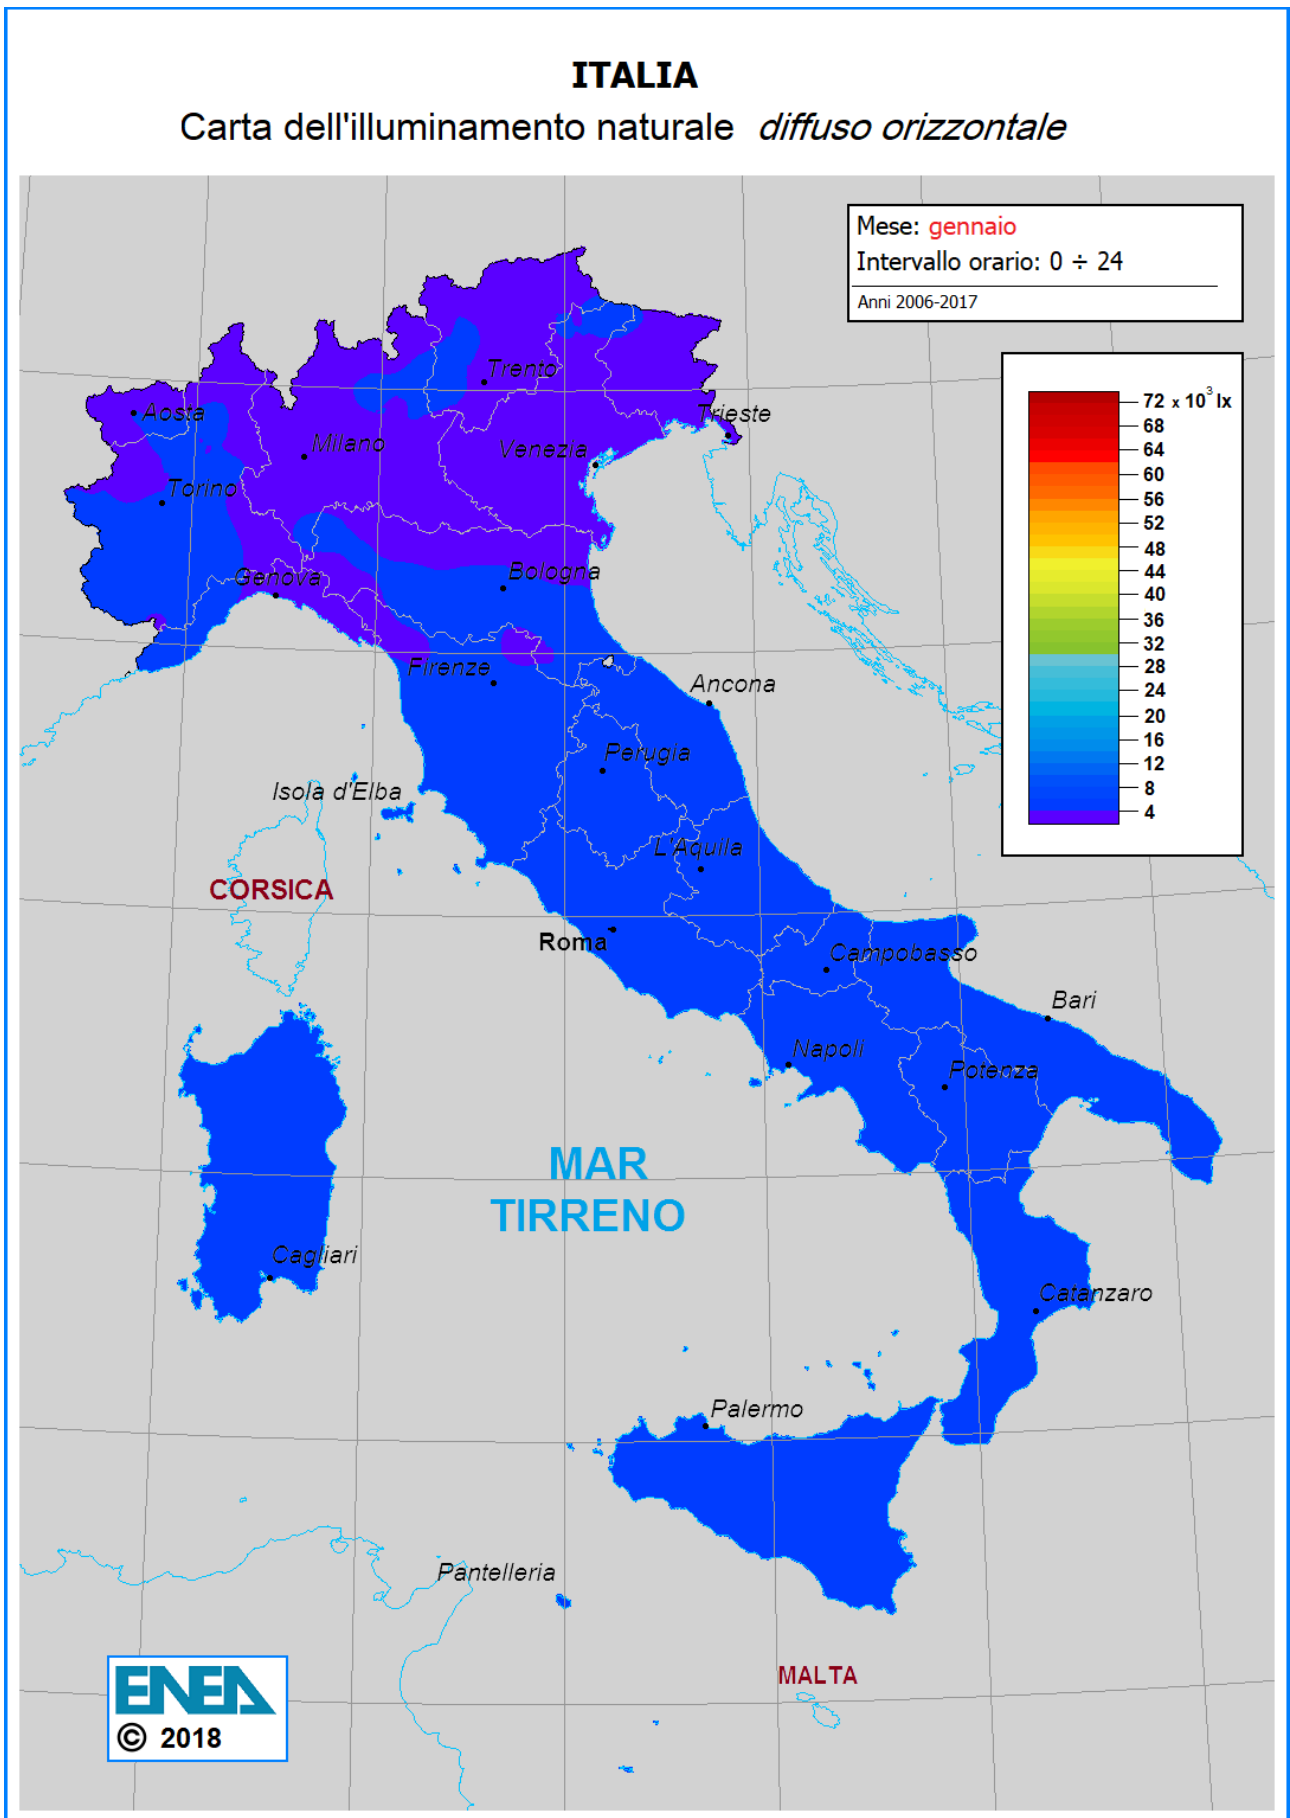 ITALIA
Carta dell'illuminamento naturale diffuso orizzontale
Mese: gennaio
Intervallo orario: 0 ÷ 24
Anni 2006-2017
72 x 10³ lx
68
64
60
56
52
48
44
40
36
32
28
24
20
16
12
8
4
Trento
Aosta
Trieste
Milano
Venezia
Torino
Bologna
Genova
Firenze
Ancona
Perugia
Isola d'Elba
L'Aquila
CORSICA
Roma
Campobasso
Bari
Napoli
Potenza
MAR
TIRRENO
Cagliari
Catanzaro
Palermo
Pantelleria
MALTA
ENEA
© 2018